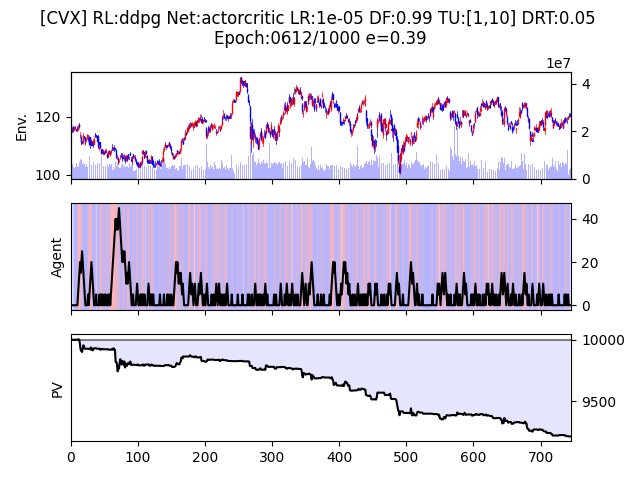 [CVX] RL:ddpg Net:actorcritic LR:1e-05 DF:0.99 TU:[1,10] DRT:0.05
Epoch:0612/1000 e=0.39
1e7
Env.
120
100
4
2
0
Agent
40
20
0
PV
10000
9500
0 100 200 300 400 500 600 700